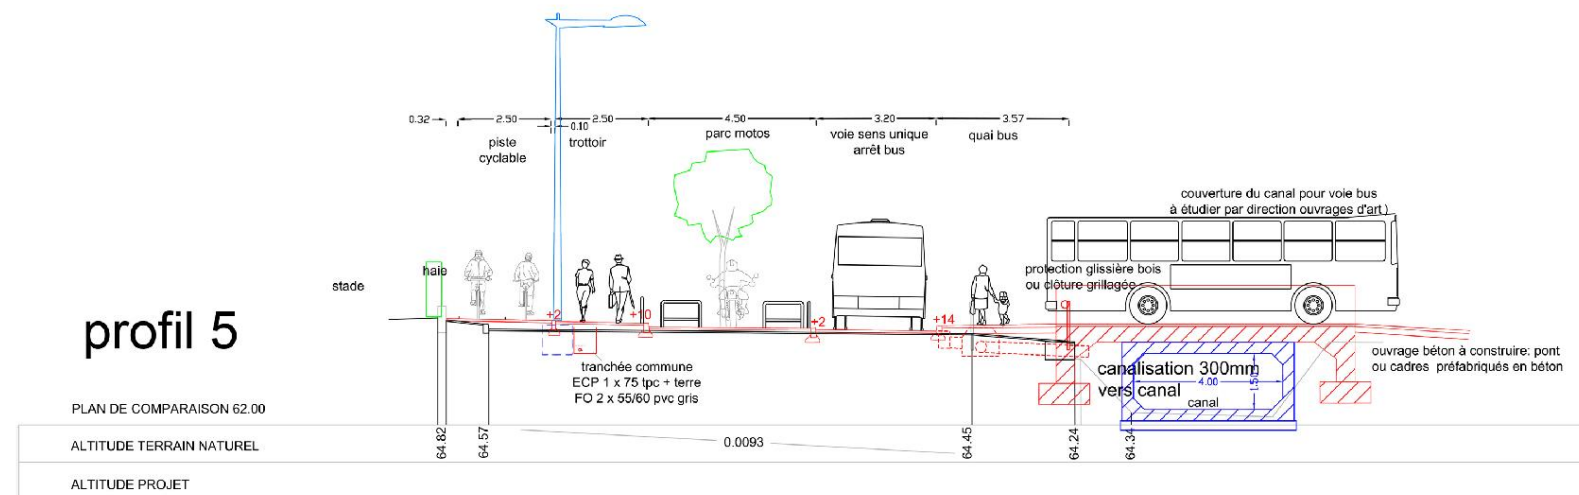 0.32
2.50
0.10
2.50
4.50
3.20
3.57
piste
cyclable
trottoir
parc motos
voie sens unique
arrêt bus
quai bus
couverture du canal pour voie bus
à étudier par direction ouvrages d'art)
haie
stade
protection glissière bois
ou clôture grillagée
profil 5
+2
+10
+2
+14
tranchée commune
ECP 1 x 75 tpc + terre
FO 2 x 55/60 pvc gris
canalisation 300mm
vers canal
4.00
1.50
canal
ouvrage béton à construire: pont
ou cadres préfabriqués en béton
PLAN DE COMPARAISON 62.00
ALTITUDE TERRAIN NATUREL
64.82
64.57
0.0093
64.45
64.24
64.34
ALTITUDE PROJET